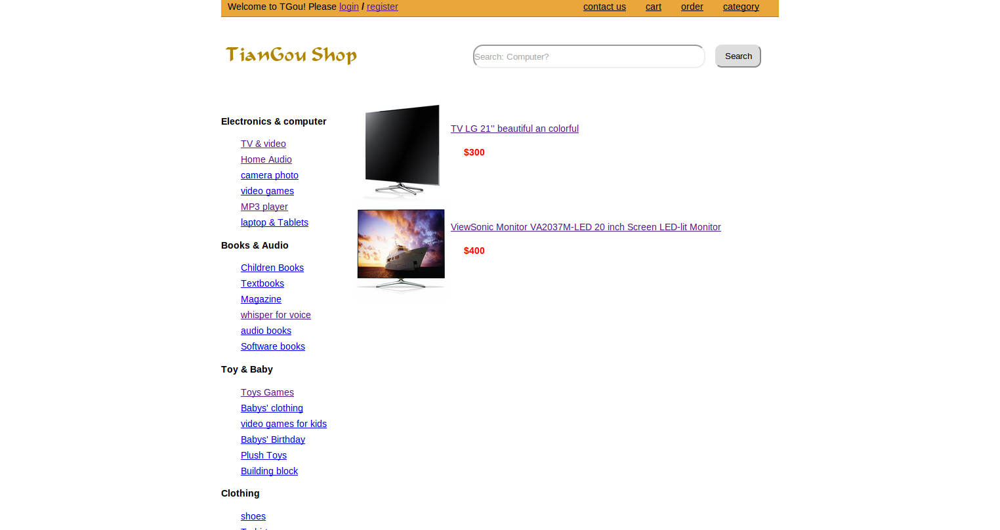 Welcome to TGou! Please login / register
contact us cart order category
TianGou Shop
Search: Computer?
Search
Electronics & computer
TV & video
Home Audio
camera photo
video games
MP3 player
laptop & Tablets
Books & Audio
Children Books
Textbooks
Magazine
whisper for voice
audio books
Software books
Toy & Baby
Toys Games
Babys' clothing
video games for kids
Babys' Birthday
Plush Toys
Building block
Clothing
shoes
TV LG 21'' beautiful an colorful
$300
ViewSonic Monitor VA2037M-LED 20 inch Screen LED-lit Monitor
$400